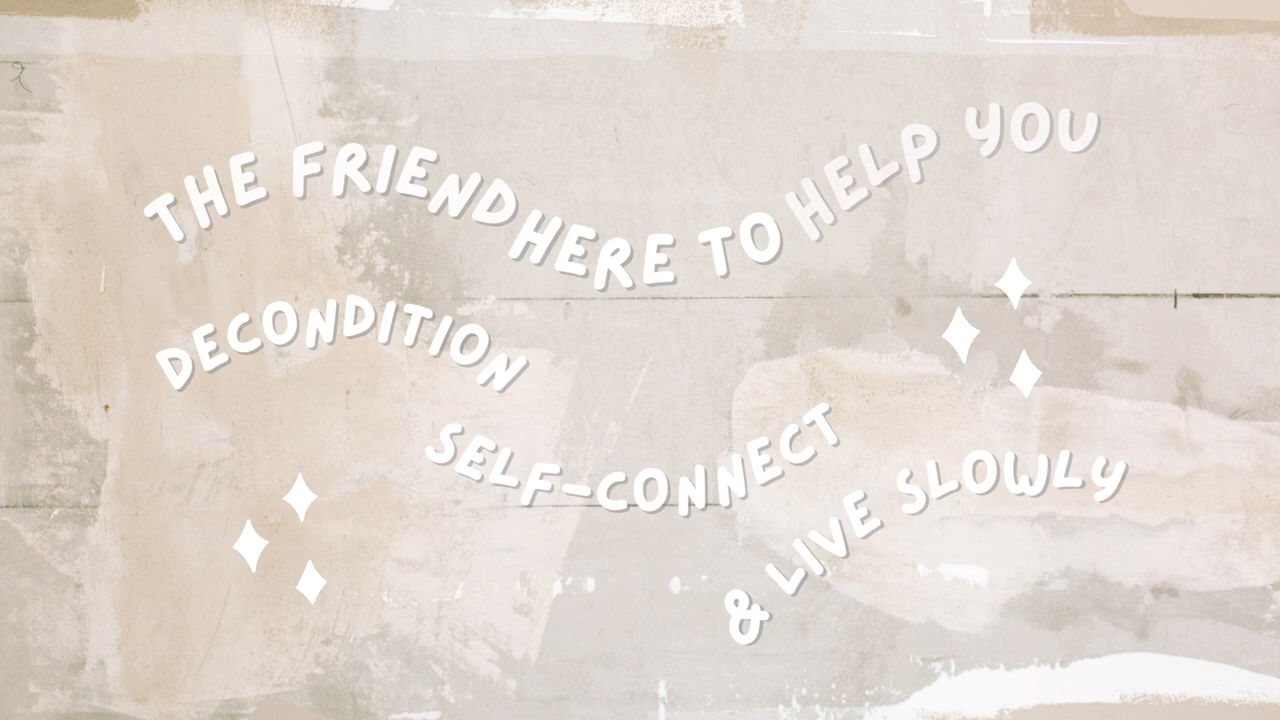 THE FRIEND HERE TO HELP YOU
DECONDITION
SELF-CONNECT
& LIVE SLOWLY